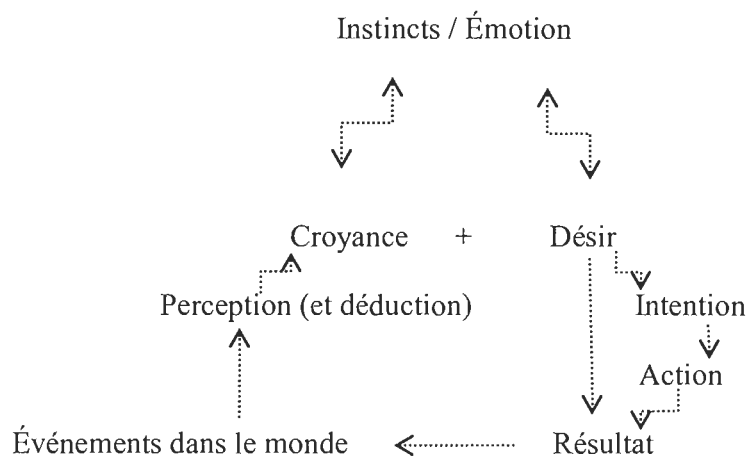 Instincts / Émotion
Croyance + Désir
Perception (et déduction)
Intention
Action
Événements dans le monde
Résultat